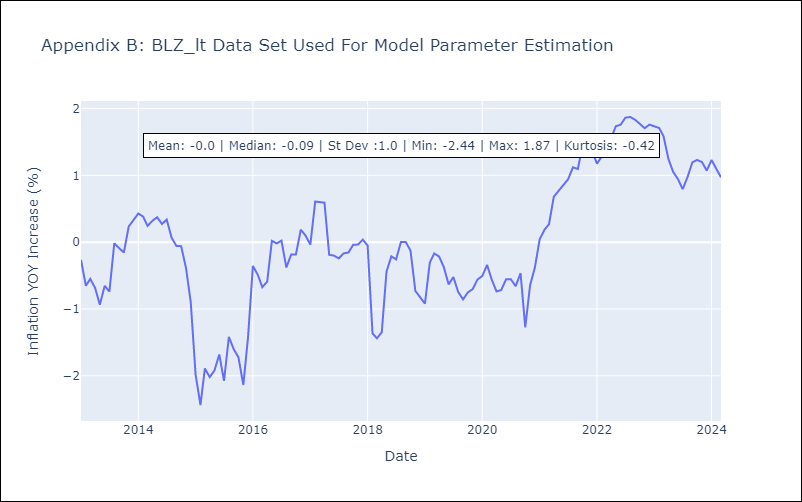 Appendix B: BLZ_lt Data Set Used For Model Parameter Estimation
2
Mean: -0.0 | Median: -0.09 | St Dev :1.0 | Min: -2.44 | Max: 1.87 | Kurtosis: -0.42
1
0
−1
−2
Inflation YOY Increase (%)
2014 2016 2018 2020 2022 2024
Date